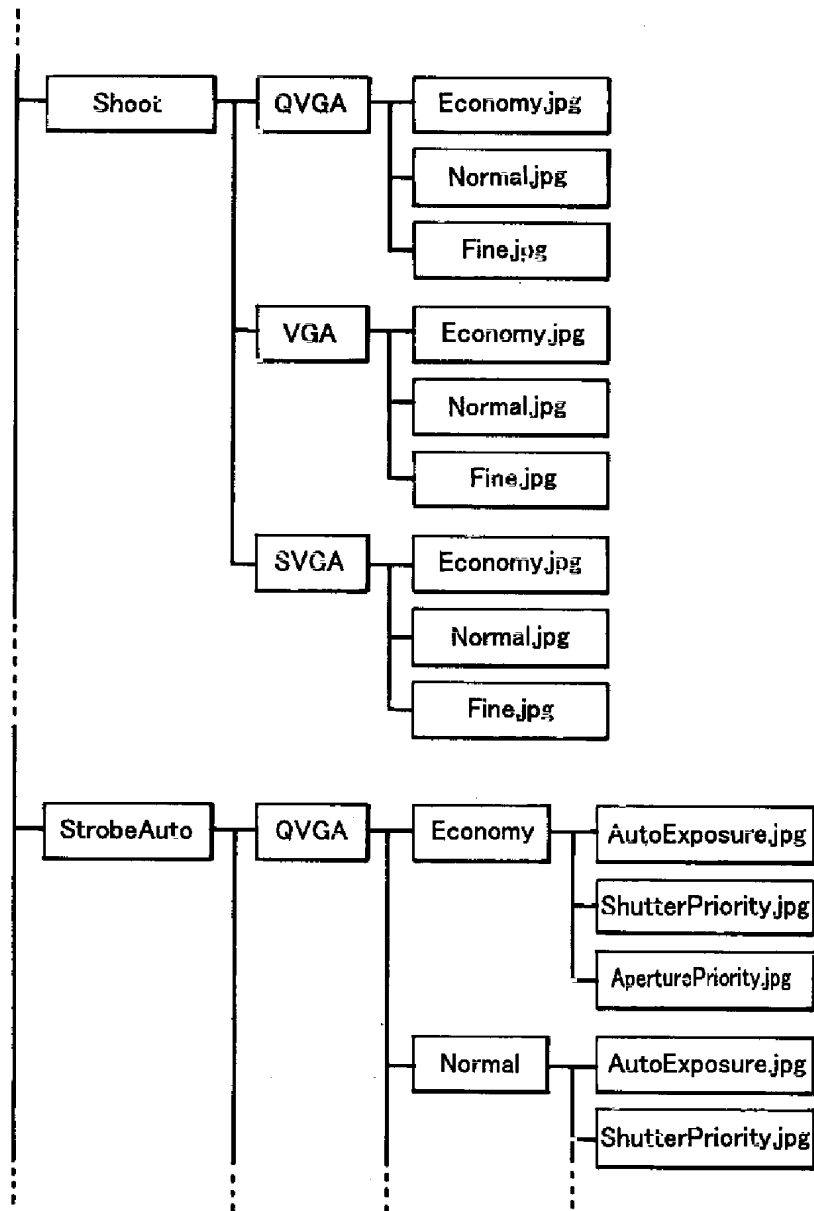 Shoot QVGA Economy.jpg
Normal.jpg
Fine.jpg
VGA Economy.jpg
Normal.jpg
Fine.jpg
SVGA Economy.jpg
Normal.jpg
Fine.jpg
StrobeAuto QVGA Economy AutoExposure.jpg
ShutterPriority.jpg
AperturePriority.jpg
Normal AutoExposure.jpg
ShutterPriority.jpg